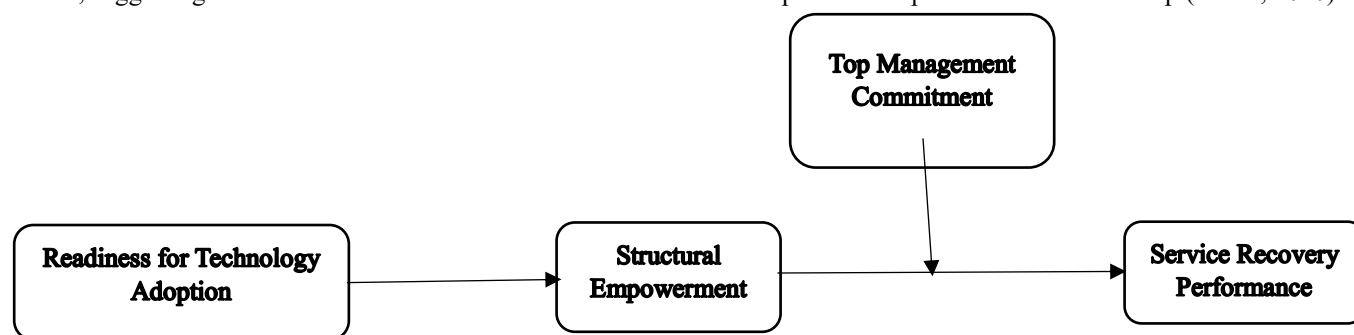 Top Management
Commitment
Readiness for Technology
Adoption
Structural
Empowerment
Service Recovery
Performance